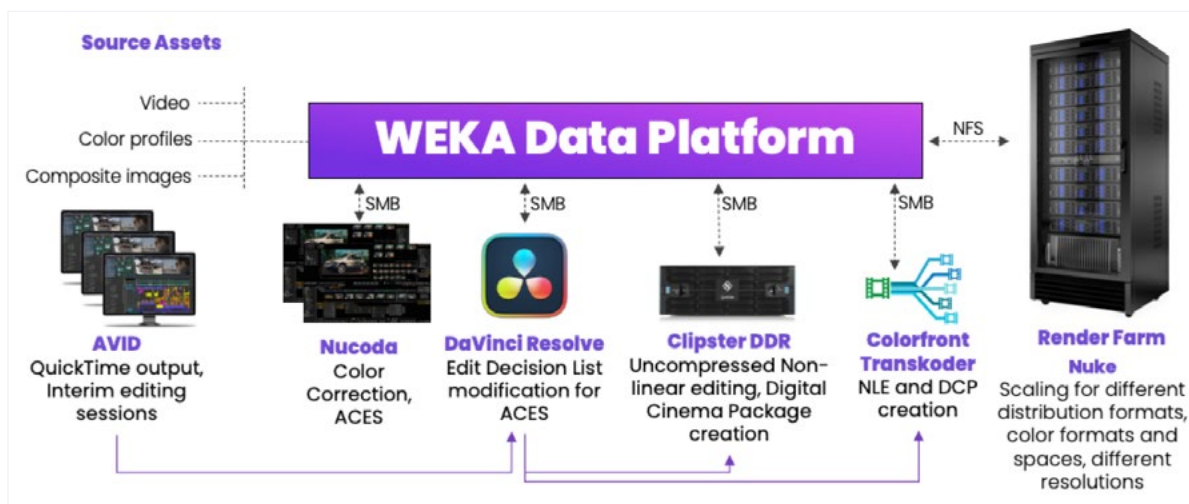 Source Assets
Video
Color profiles
Composite images
WEKA Data Platform
NFS
SMB
SMB
SMB
SMB
AVID
QuickTime output,
Interim editing
sessions
Nucoda
Color
Correction,
ACES
DaVinci Resolve
Edit Decision List
modification for
ACES
Clipster DDR
Uncompressed Non-
linear editing, Digital
Cinema Package
creation
Colorfront
Transkoder
NLE and DCP
creation
Render Farm
Nuke
Scaling for different
distribution formats,
color formats and
spaces, different
resolutions